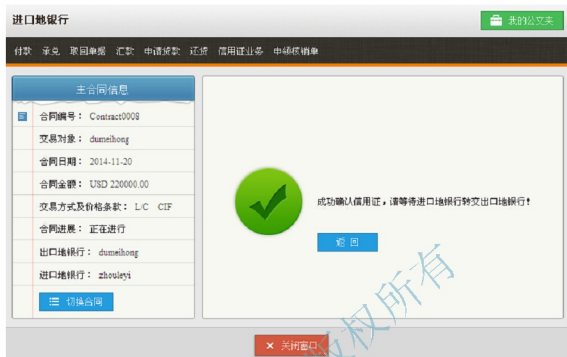 进口地银行
我的公文夹
付款 承兑 取回单据 汇款 申请贷款 还贷 信用证业务 申领核销单
主合同信息
合同编号： Contract0008
交易对象： dumeihong
合同日期： 2014-11-20
合同金额： USD 220000.00
交易方式及价格条款： L/C CIF
合同进展： 正在进行
出口地银行： dumeihong
进口地银行： zhouleyi
切换合同
成功确认信用证，请等待进口地银行转交出口地银行！
返 回
× 关闭窗口
版权所有